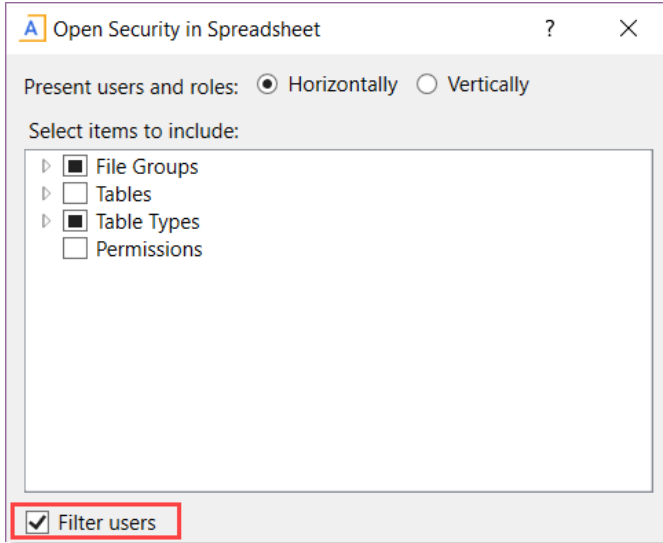 A Open Security in Spreadsheet ?
Present users and roles: Horizontally Vertically
Select items to include:
File Groups
Tables
Table Types
Permissions
Filter users